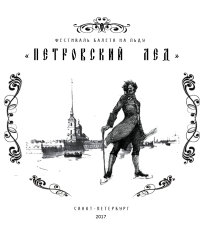 ФЕСТИВАЛЬ БАЛЕТА НА ЛЬДУ
«ПЕТРОВСКИЙ ЛЕД»
САНКТ-ПЕТЕРБУРГ
2017